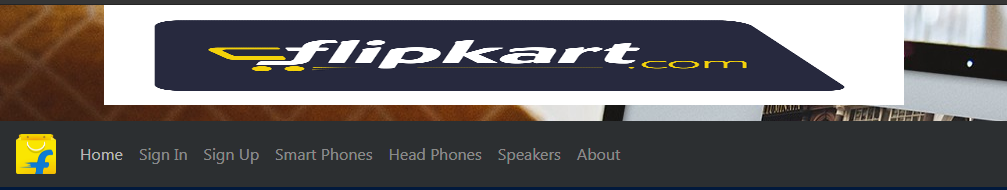 flipkart.com
f
Home Sign In Sign Up Smart Phones Head Phones Speakers About